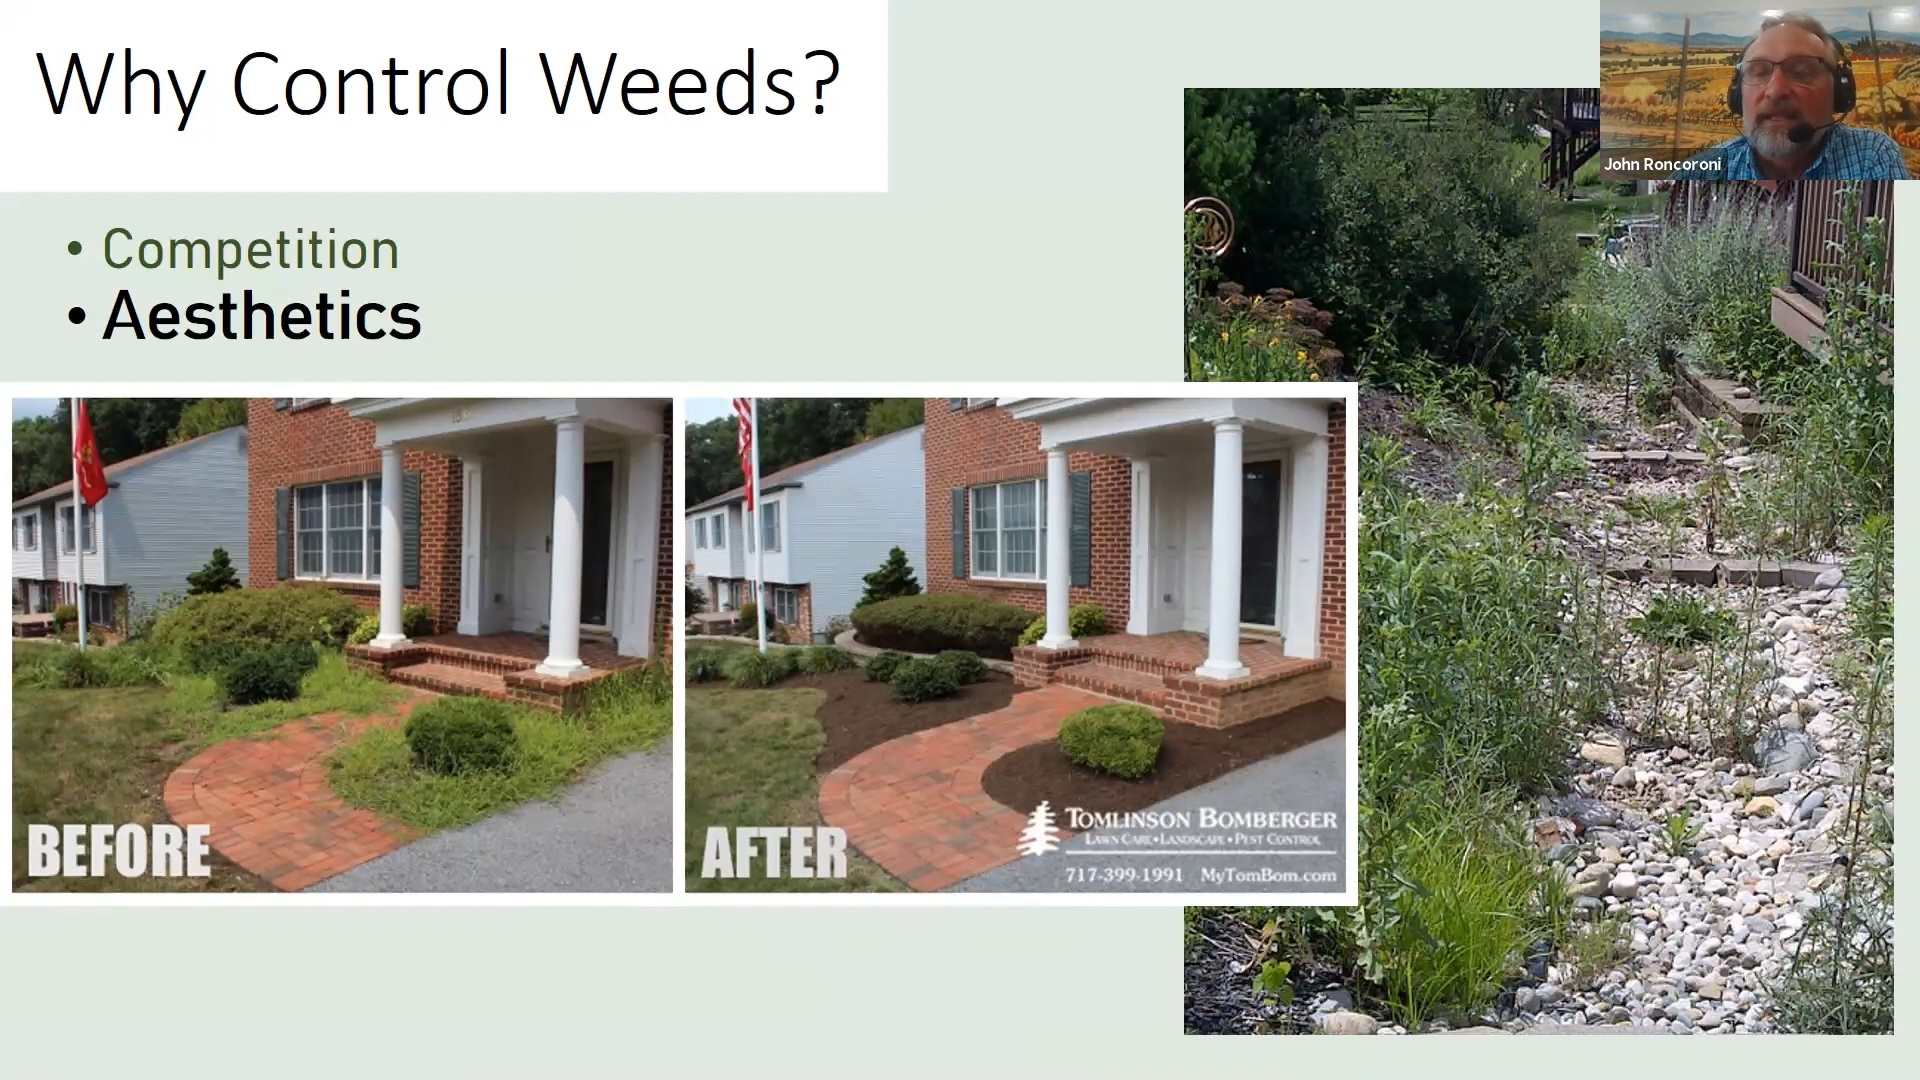 Why Control Weeds?
John Roncoroni
• Competition
• Aesthetics
BEFORE
AFTER
TOMLINSON BOMBERGER
LAWN CARE • LANDSCAPE • PEST CONTROL
717-399-1991 MyTomBom.com